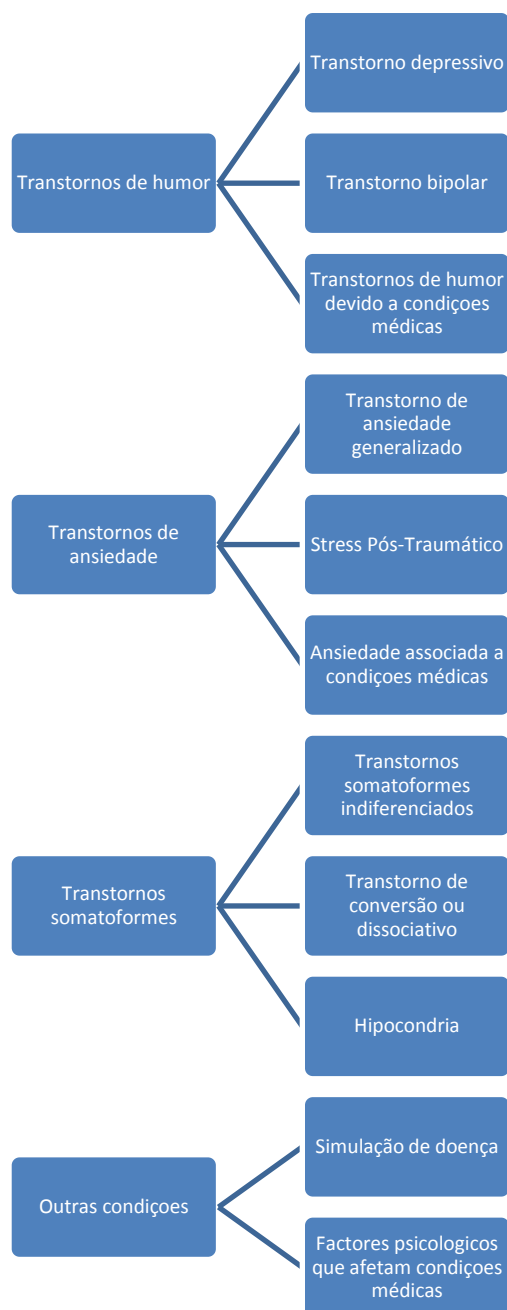 Transtornos de humor
Transtorno depressivo
Transtorno bipolar
Transtornos de humor
devido a condiçoes
médicas
Transtornos de
ansiedade
Transtorno de
ansiedade
generalizado
Stress Pós-Traumático
Ansiedade associada a
condiçoes médicas
Transtornos
somatoformes
Transtornos
somatoformes
indiferenciados
Transtorno de
conversão ou
dissociativo
Hipocondria
Outras condiçoes
Simulação de doença
Factores psicologicos
que afetam condiçoes
médicas